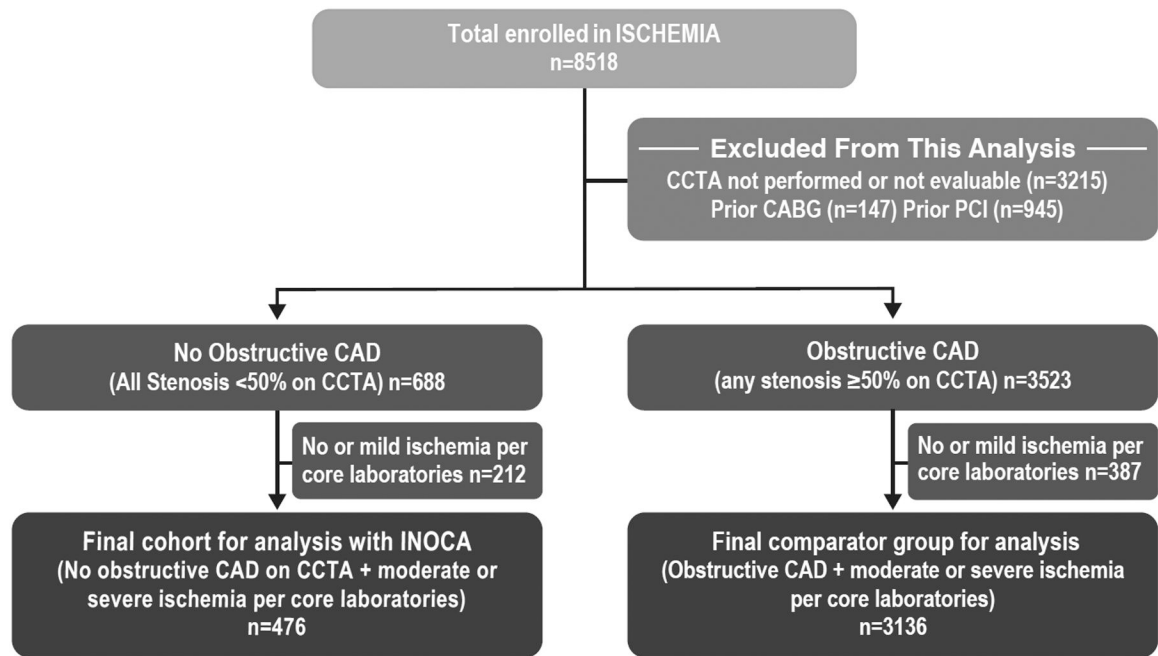 Total enrolled in ISCHEMIA
n=8518
Excluded From This Analysis
CCTA not performed or not evaluable (n=3215)
Prior CABG (n=147) Prior PCI (n=945)
No Obstructive CAD
(All Stenosis <50% on CCTA) n=688
Obstructive CAD
(any stenosis ≥50% on CCTA) n=3523
No or mild ischemia per
core laboratories n=212
No or mild ischemia per
core laboratories n=387
Final cohort for analysis with INOCA
(No obstructive CAD on CCTA + moderate or
severe ischemia per core laboratories)
n=476
Final comparator group for analysis
(Obstructive CAD + moderate or severe ischemia
per core laboratories)
n=3136